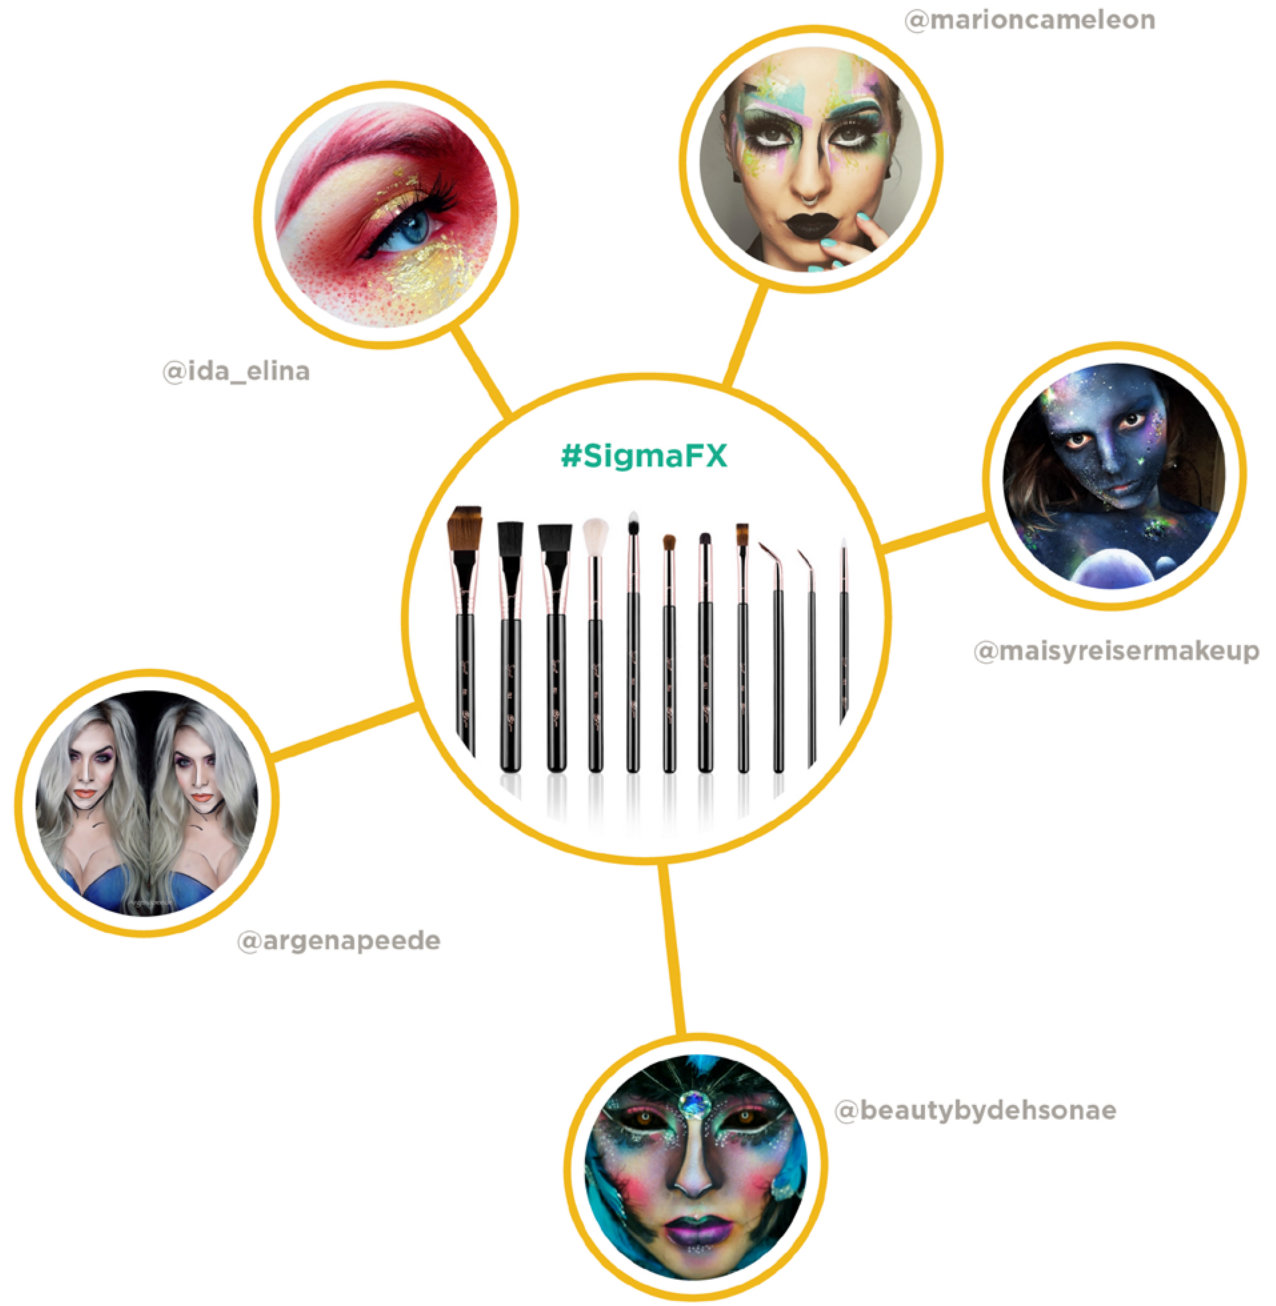 @marioncameleon
@ida_elina
#SigmaFX
@maisyreisermakeup
@argenapeede
@beautybydehsonae